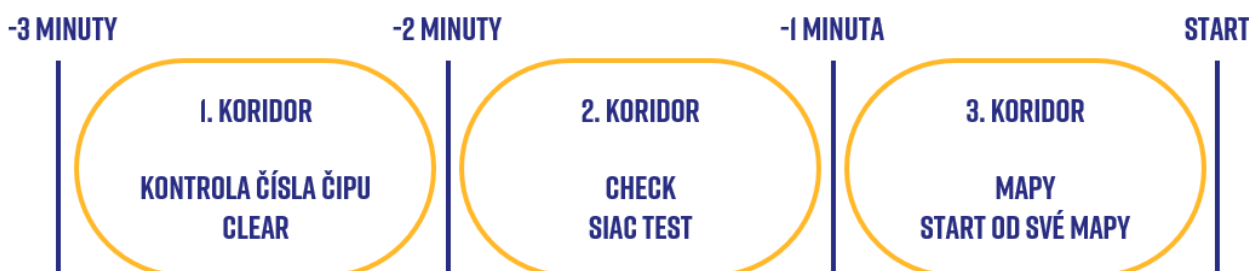 -3 MINUTY
-2 MINUTY
-1 MINUTA
START
1. KORIDOR
KONTROLA ČÍSLA ČIPU
CLEAR
2. KORIDOR
CHECK
SIAC TEST
3. KORIDOR
MAPY
START OD SVÉ MAPY